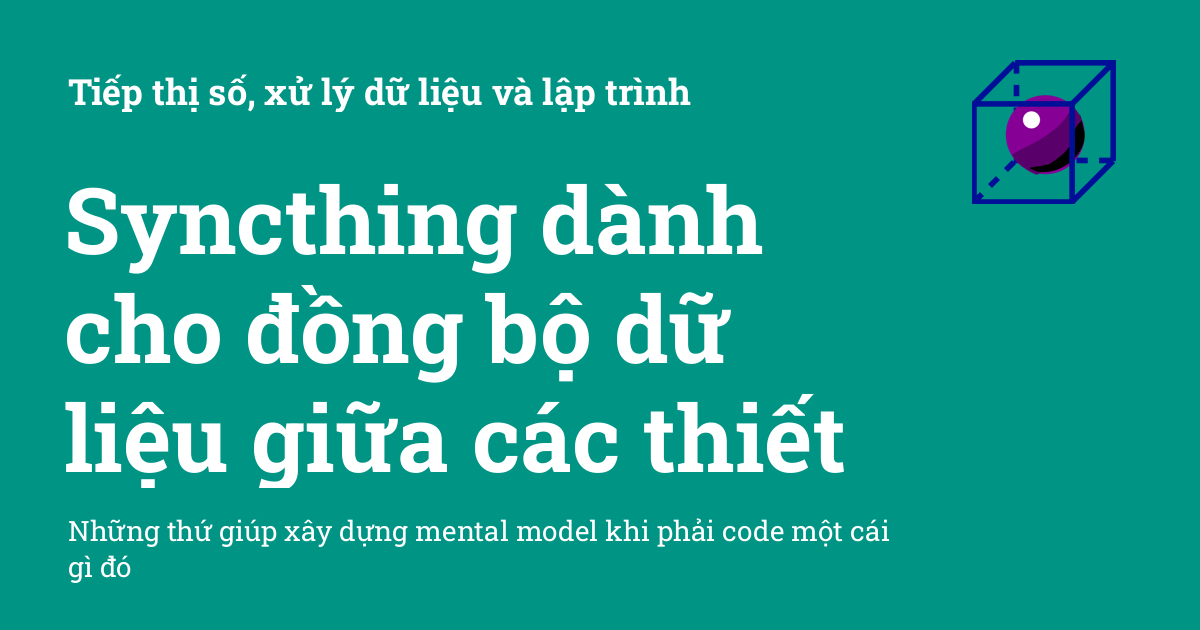 Tiếp thị số, xử lý dữ liệu và lập trình
Syncthing dành
cho đồng bộ dữ
liệu giữa các thiết
Những thứ giúp xây dựng mental model khi phải code một cái
gì đó